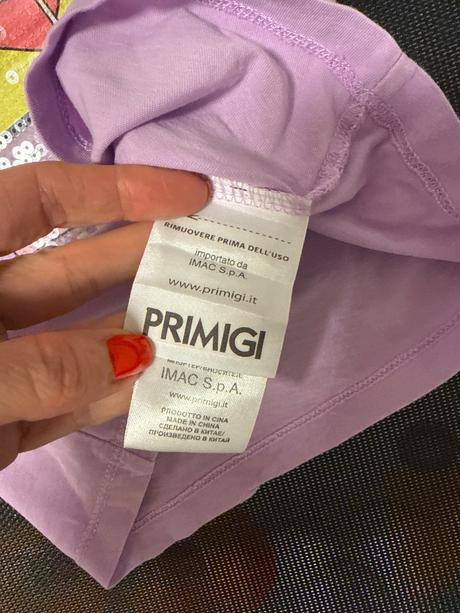 RIMUOVERE PRIMA DELL'USO
importato da
IMAC S.p.A.
www.primigi.it
PRIMIGI
IMAC S.p.A.
www.primigi.it
PRODOTTO IN CINA
MADE IN CHINA
СДЕЛАНО В КИТАЕ/
ПРОИЗВЕДЕНО В КИТАЙ